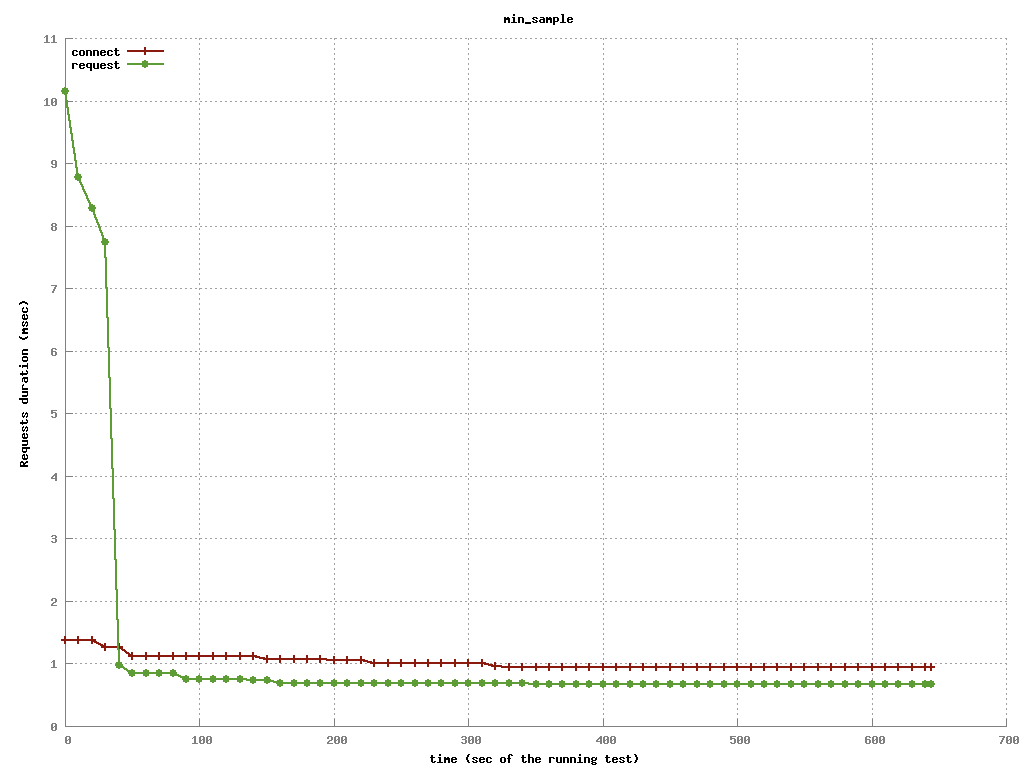 min_sample
connect
request
11
10
9
8
7
6
5
4
3
2
1
0
Requests duration (msec)
0 100 200 300 400 500 600 700
time (sec of the running test)